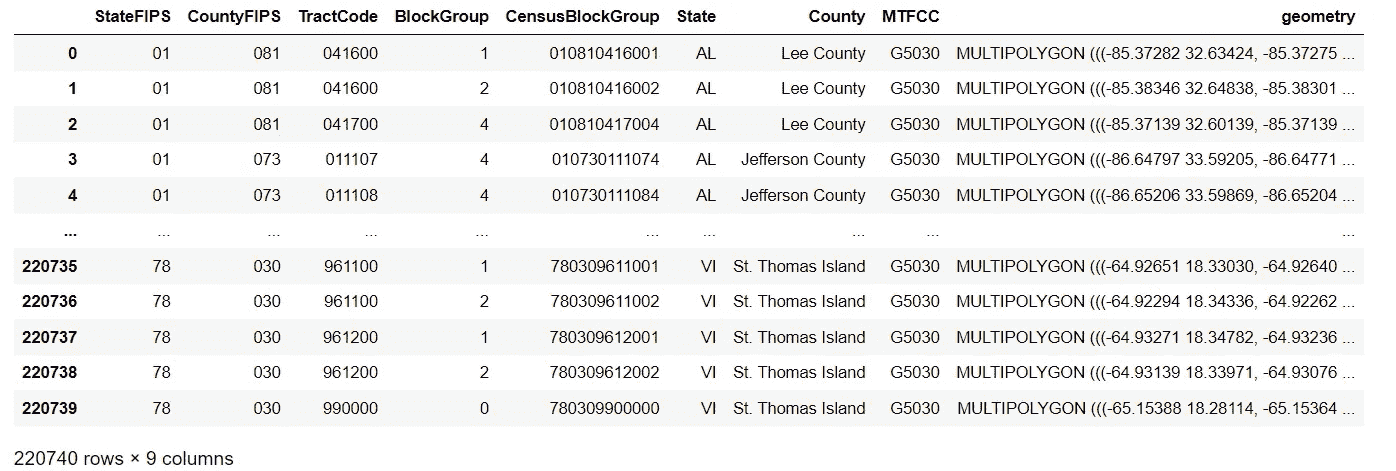 StateFIPS CountyFIPS TractCode BlockGroup CensusBlockGroup State County MTFCC geometry
0 01 081 041600 1 010810416001 AL Lee County G5030 MULTIPOLYGON (((-85.37282 32.63424, -85.37275 ...
1 01 081 041600 2 010810416002 AL Lee County G5030 MULTIPOLYGON (((-85.38346 32.64838, -85.38301 ...
2 01 081 041700 4 010810417004 AL Lee County G5030 MULTIPOLYGON (((-85.37139 32.60139, -85.37139 ...
3 01 073 011107 4 010730111074 AL Jefferson County G5030 MULTIPOLYGON (((-86.64797 33.59205, -86.64771 ...
4 01 073 011108 4 010730111084 AL Jefferson County G5030 MULTIPOLYGON (((-86.65206 33.59869, -86.65204 ...
... ... ... ... ... ... ... ... ... ...
220735 78 030 961100 1 780309611001 VI St. Thomas Island G5030 MULTIPOLYGON (((-64.92651 18.33030, -64.92640 ...
220736 78 030 961100 2 780309611002 VI St. Thomas Island G5030 MULTIPOLYGON (((-64.92294 18.34336, -64.92262 ...
220737 78 030 961200 1 780309612001 VI St. Thomas Island G5030 MULTIPOLYGON (((-64.93271 18.34782, -64.93236 ...
220738 78 030 961200 2 780309612002 VI St. Thomas Island G5030 MULTIPOLYGON (((-64.93139 18.33971, -64.93076 ...
220739 78 030 990000 0 780309900000 VI St. Thomas Island G5030 MULTIPOLYGON (((-65.15388 18.28114, -65.15364 ...
220740 rows × 9 columns